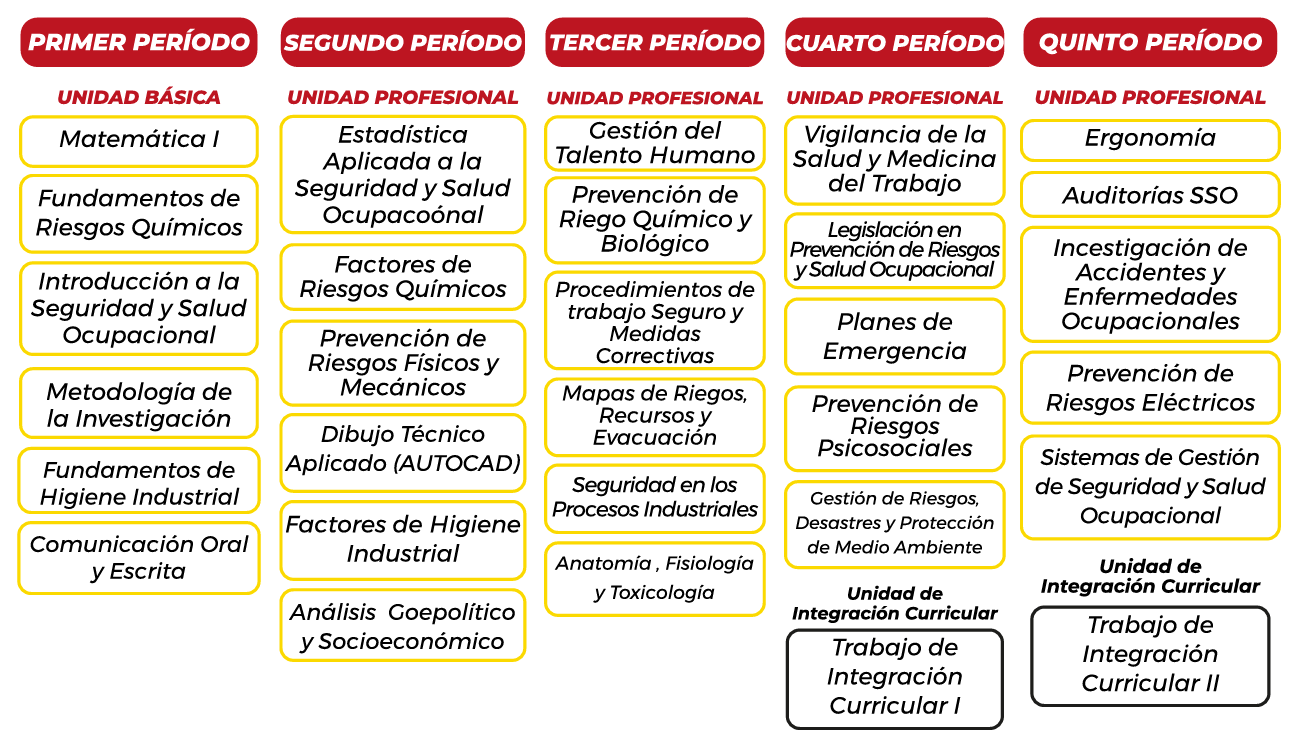 PRIMER PERÍODO
UNIDAD BÁSICA
Matemática I
Fundamentos de
Riesgos Químicos
Introducción a la
Seguridad y Salud
Ocupacional
Metodología de
la Investigación
Fundamentos de
Higiene Industrial
Comunicación Oral
y Escrita
SEGUNDO PERÍODO
UNIDAD PROFESIONAL
Estadística
Aplicada a la
Seguridad y Salud
Ocupacoónal
Factores de
Riesgos Químicos
Prevención de
Riesgos Físicos y
Mecánicos
Dibujo Técnico
Aplicado (AUTOCAD)
Factores de Higiene
Industrial
Análisis Goepolítico
y Socioeconómico
TERCER PERÍODO
UNIDAD PROFESIONAL
Gestión del
Talento Humano
Prevención de
Riego Químico y
Biológico
Procedimientos de
trabajo Seguro y
Medidas
Correctivas
Mapas de Riegos,
Recursos y
Evacuación
Seguridad en los
Procesos Industriales
Anatomía , Fisiología
y Toxicología
CUARTO PERÍODO
UNIDAD PROFESIONAL
Vigilancia de la
Salud y Medicina
del Trabajo
Legislación en
Prevención de Riesgos
y Salud Ocupacional
Planes de
Emergencia
Prevención de
Riesgos
Psicosociales
Gestión de Riesgos,
Desastres y Protección
de Medio Ambiente
Unidad de
Integración Curricular
Trabajo de
Integración
Curricular I
QUINTO PERÍODO
UNIDAD PROFESIONAL
Ergonomía
Auditorías SSO
Incestigación de
Accidentes y
Enfermedades
Ocupacionales
Prevención de
Riesgos Eléctricos
Sistemas de Gestión
de Seguridad y Salud
Ocupacional
Unidad de
Integración Curricular
Trabajo de
Integración
Curricular II